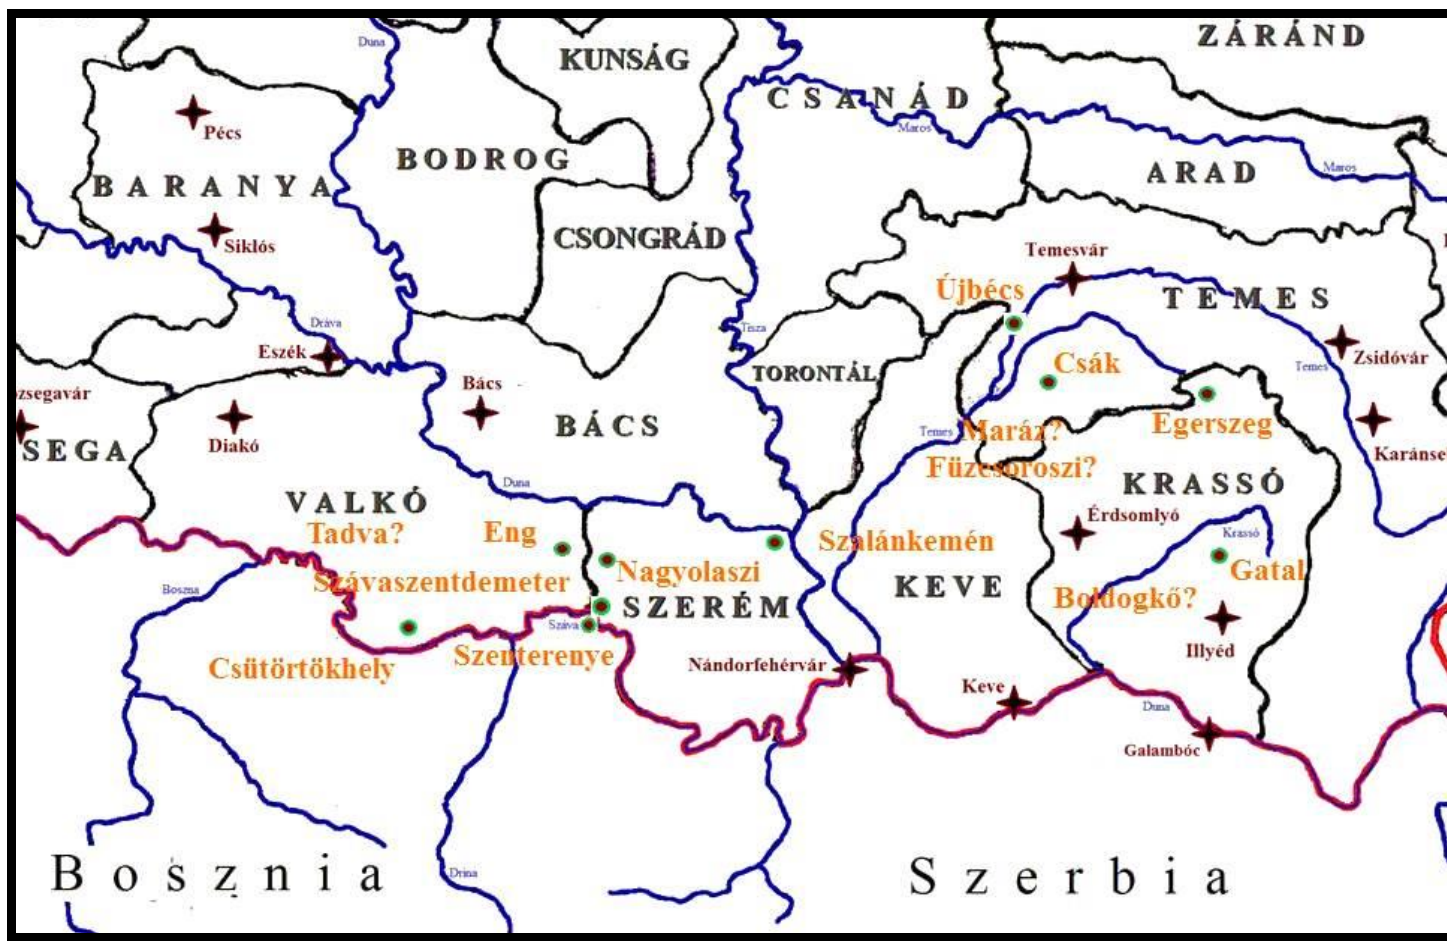 Duna
KUNSÁG
ZÁRÁND
CSANÁD
Maros
Pécs
BODROG
BARANYA
ARAD
Maros
Siklós
CSONGRÁD
Temesvár
Újbécs
TEMES
Dráva
Tisza
Eszék
Zsidóvár
Temes
Csák
TORONTÁL
Bács
ozsegavár
Diakó
BÁCS
Egerszeg
Temes
Maráz?
SEGA
Karánse
Füzesoroszi?
Duna
KRASSÓ
VALKÓ
Érdsomlyó
Tadva?
Eng
Szalánkemén
Krassó
Nagyolaszi
Gatal
Szávaszentdemeter
KEVE
Boszna
SZERÉM
Boldogkő?
Száva
Illyéd
Csütörtökhely
Szenterenye
Nándorfehérvár
Keve
Duna
Galambóc
Bosznia
Drina
Szerbia